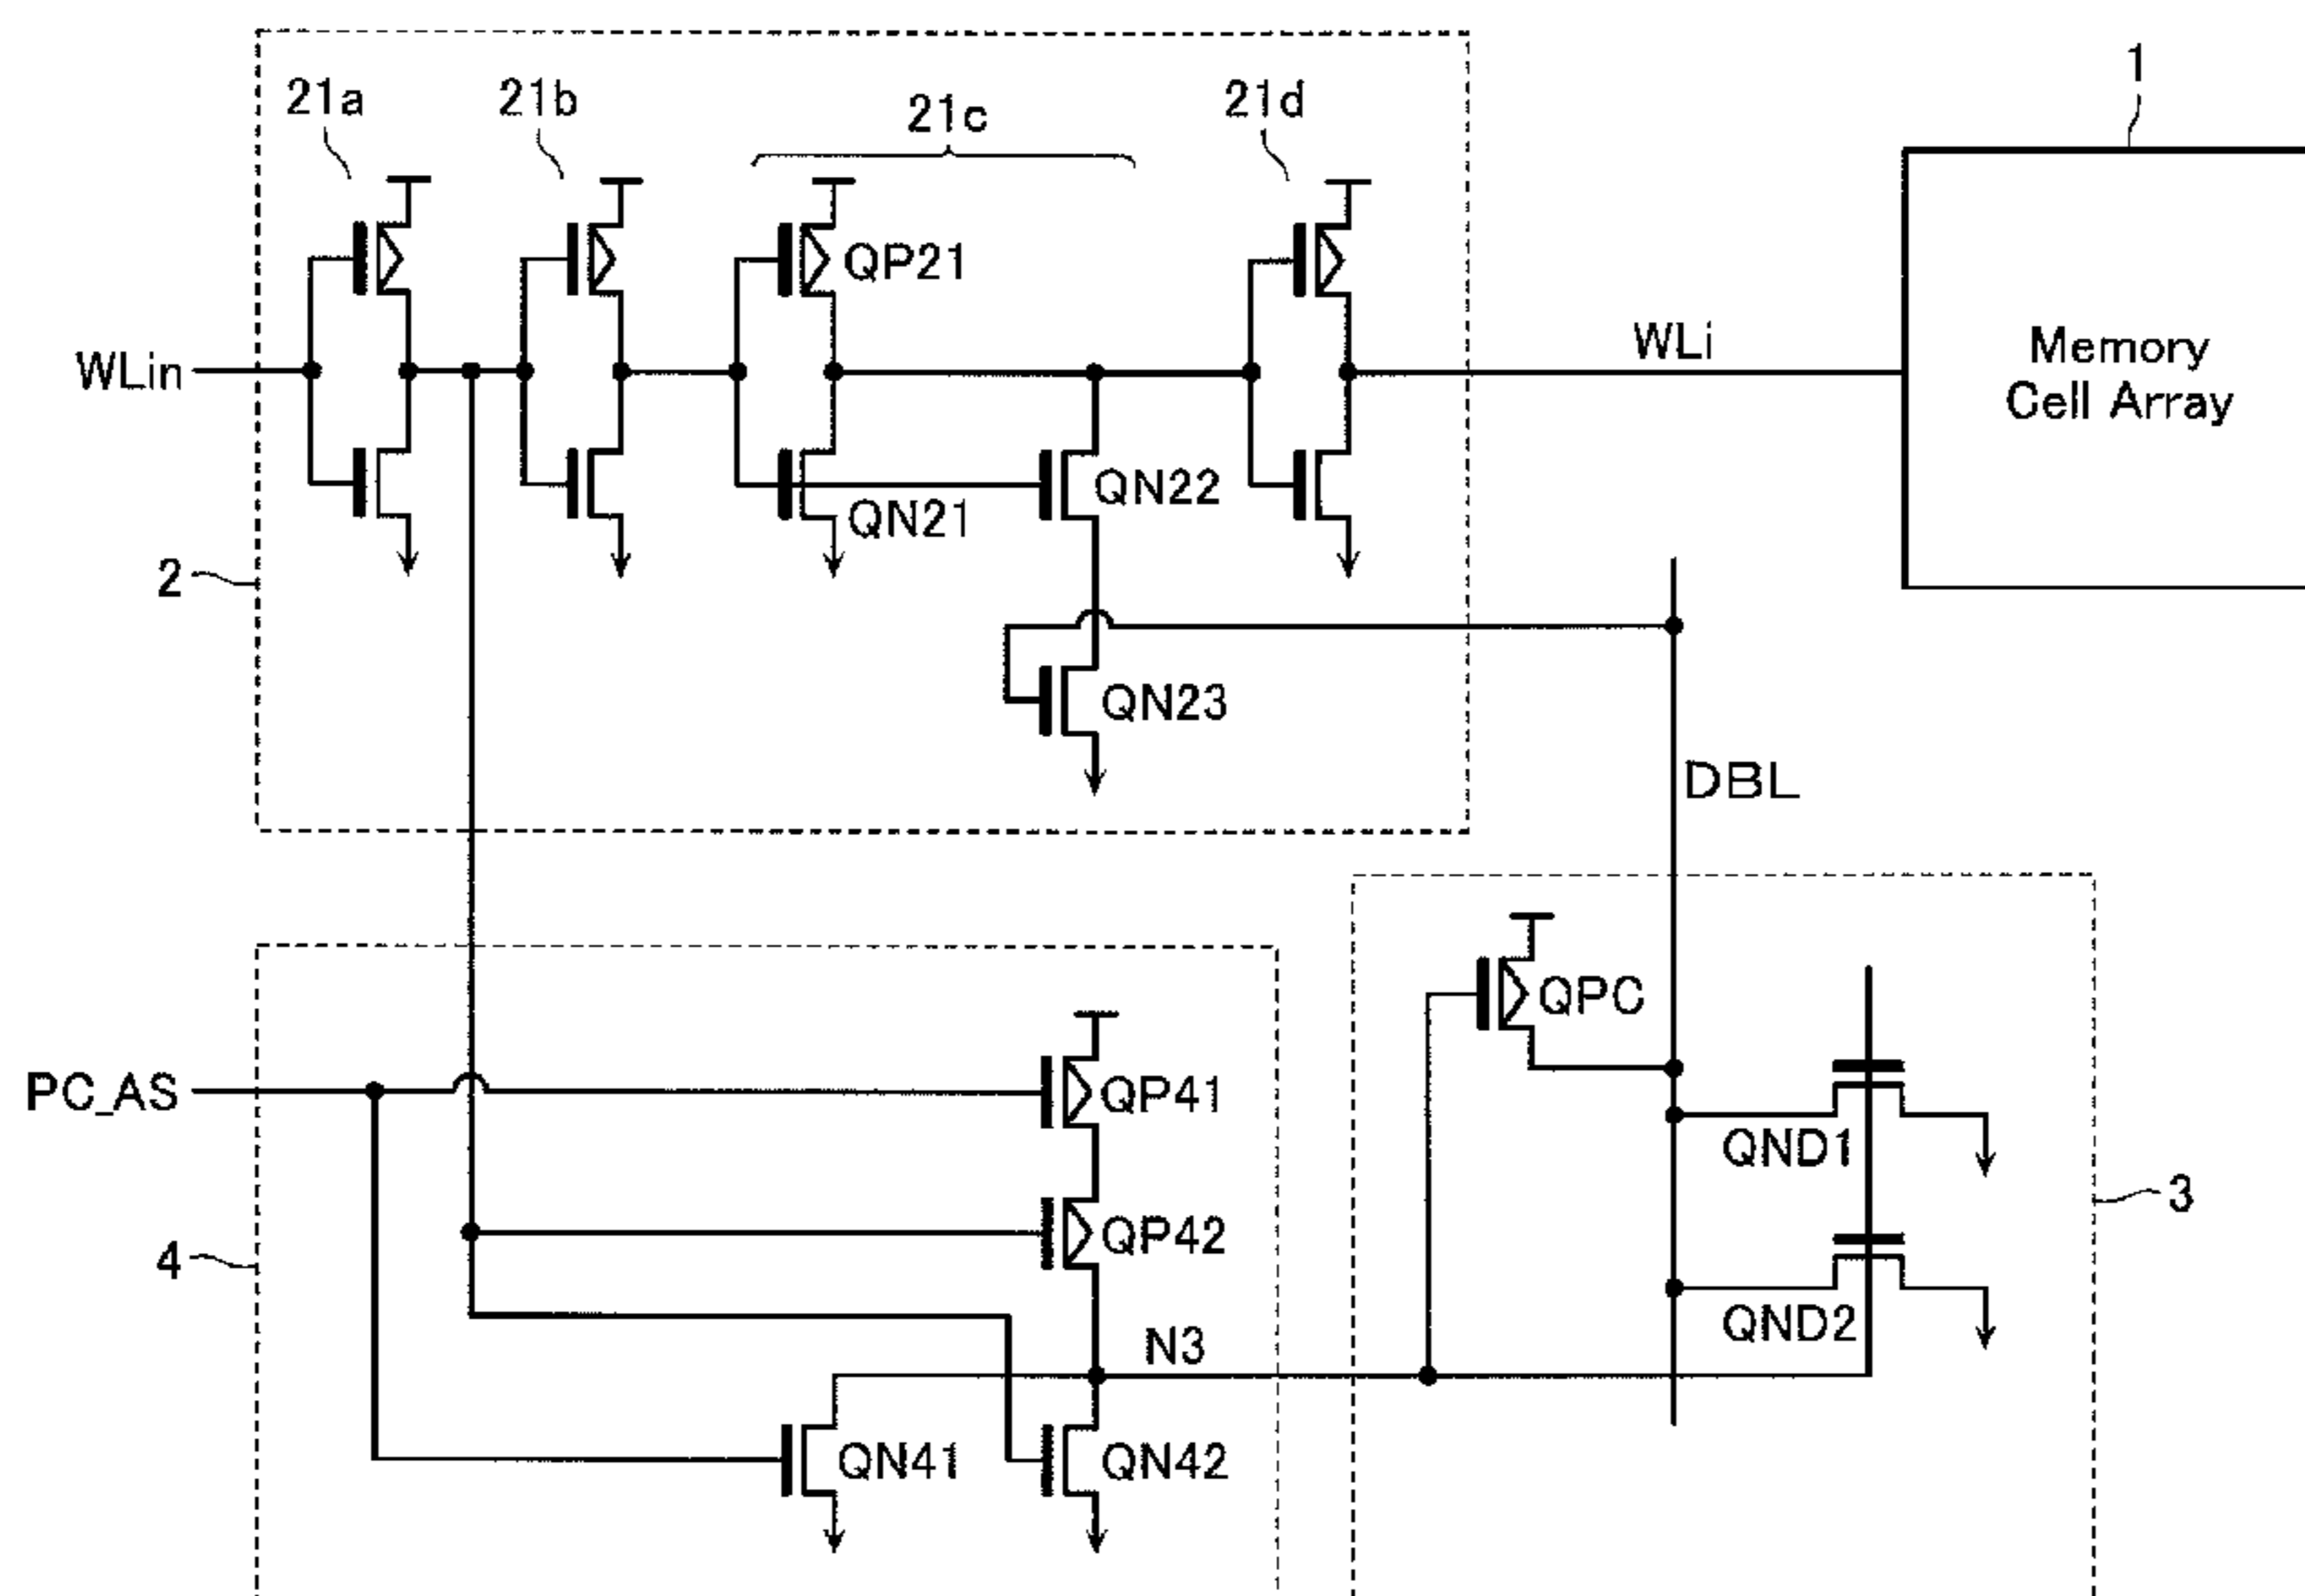 1
21a
21b
21c
21d
QP21
WLin
WLi
Memory
Cell Array
QN22
QN21
2
QN23
DBL
QPC
PC_AS
QP41
QND1
3
QP42
4
QND2
N3
QN41
QN42